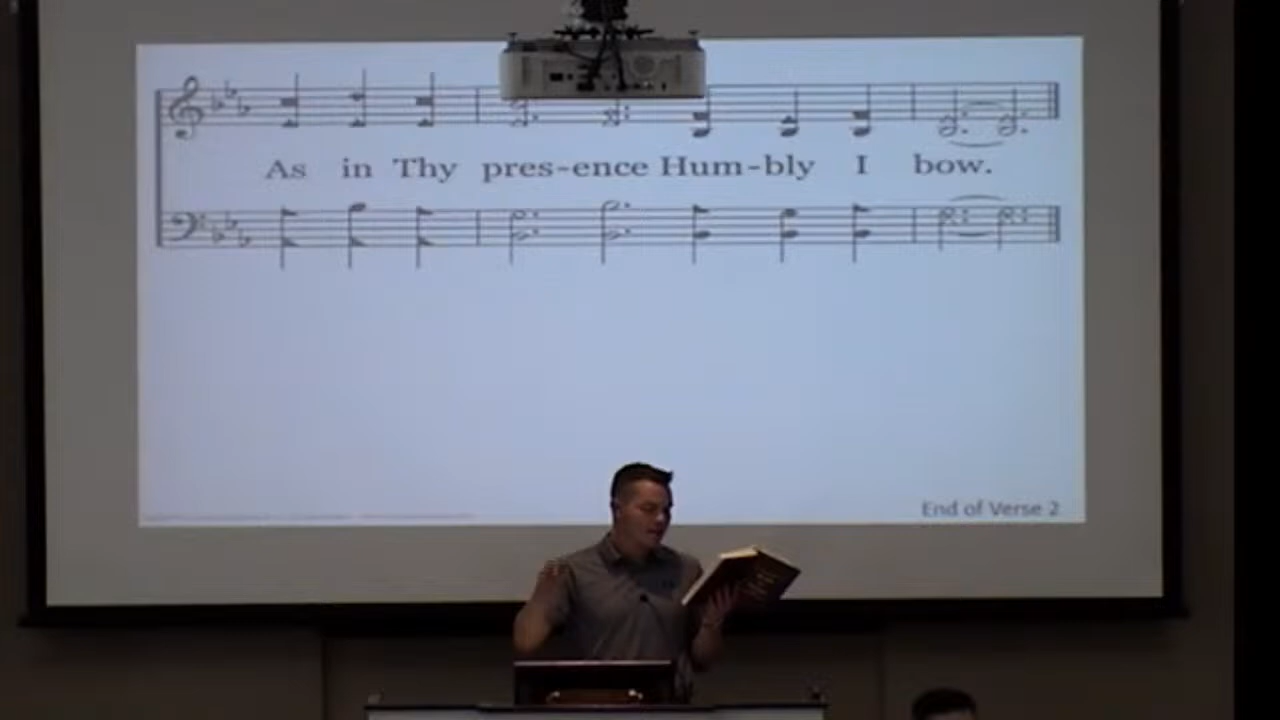 As in Thy pres-ence Hum-bly I bow.
End of Verse 2